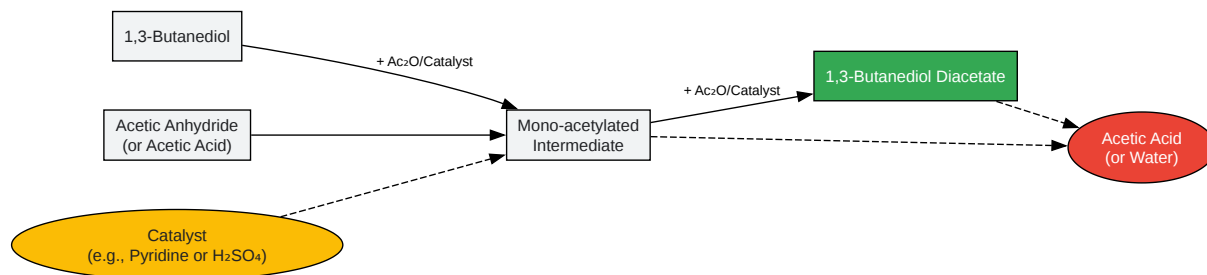 1,3-Butanediol
+ Ac₂O/Catalyst
Acetic Anhydride
(or Acetic Acid)
Mono-acetylated
Intermediate
+ Ac₂O/Catalyst
1,3-Butanediol Diacetate
Acetic Acid
(or Water)
Catalyst
(e.g., Pyridine or H₂SO₄)